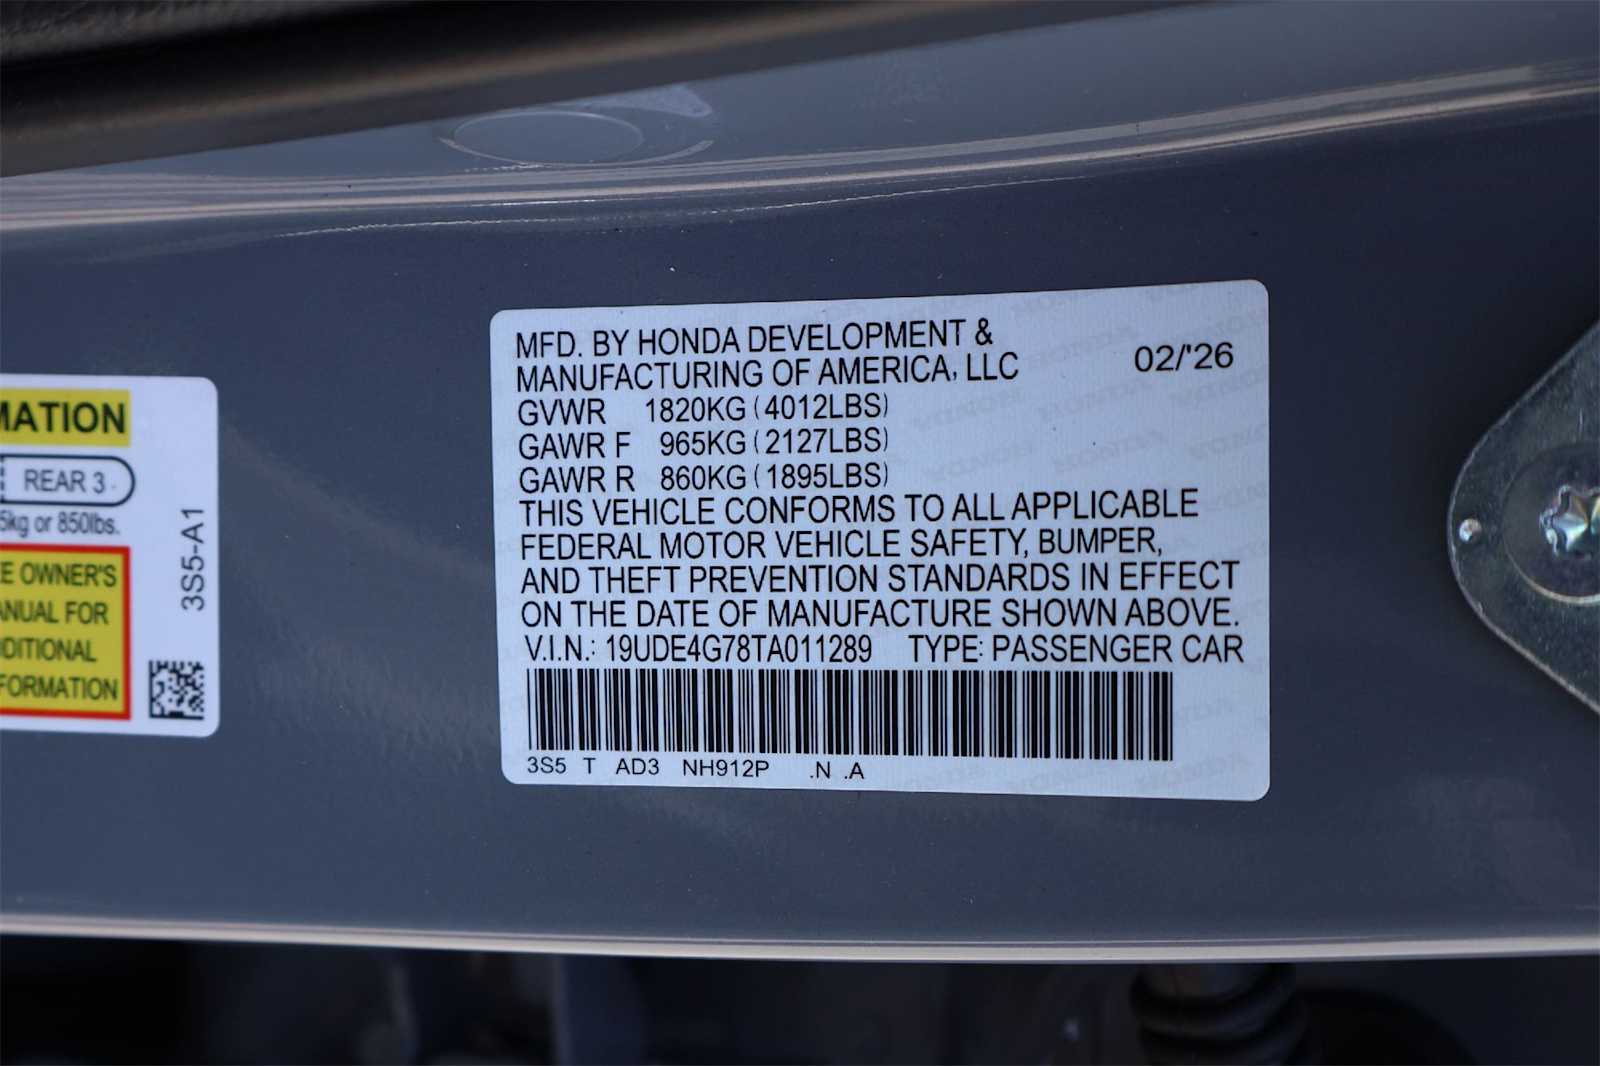 MATION
REAR 3
5kg or 850lbs.
E OWNER'S
ANUAL FOR
DITIONAL
FORMATION
3S5-A1
MFD. BY HONDA DEVELOPMENT &
MANUFACTURING OF AMERICA, LLC 02/'26
GVWR 1820KG (4012LBS)
GAWR F 965KG (2127LBS)
GAWR R 860KG (1895LBS)
THIS VEHICLE CONFORMS TO ALL APPLICABLE
FEDERAL MOTOR VEHICLE SAFETY, BUMPER,
AND THEFT PREVENTION STANDARDS IN EFFECT
ON THE DATE OF MANUFACTURE SHOWN ABOVE.
V.I.N.: 19UDE4G78TA011289 TYPE: PASSENGER CAR
3S5 T AD3 NH912P .N .A